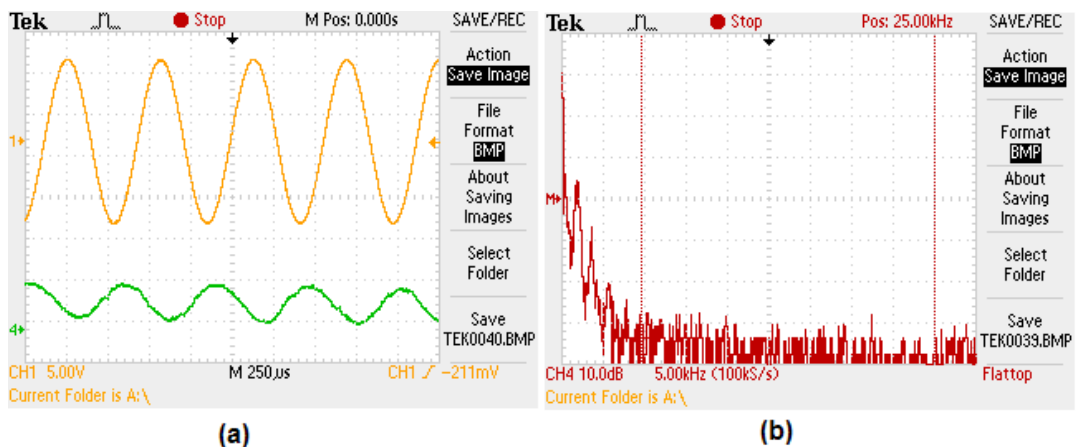 Tek Stop M Pos: 0.000s SAVE/REC
Action
Save Image
File
Format
BMP
About
Saving
Images
Select
Folder
Save
TEK0040.BMP
1
4
CH1 5.00V M 250µs CH1 -211mV
Current Folder is A:\
(a)
Tek Stop Pos: 25.00kHz SAVE/REC
Action
Save Image
File
Format
BMP
About
Saving
Images
Select
Folder
Save
TEK0039.BMP
M
CH4 10.0dB 5.00kHz (100kS/s) Flattop
Current Folder is A:\
(b)